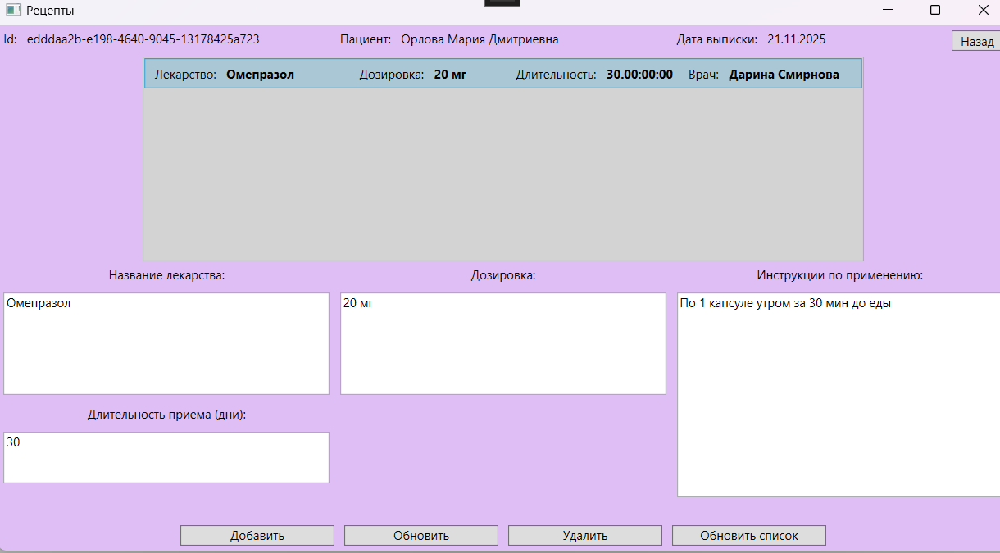 Рецепты
Id: edddaa2b-e198-4640-9045-13178425a723 Пациент: Орлова Мария Дмитриевна Дата выписки: 21.11.2025 Назад
Лекарство: Омепразол Дозировка: 20 мг Длительность: 30.00:00:00 Врач: Дарина Смирнова
Название лекарства: Дозировка: Инструкции по применению:
Омепразол 20 мг По 1 капсуле утром за 30 мин до еды
Длительность приема (дни):
30
Добавить Обновить Удалить Обновить список